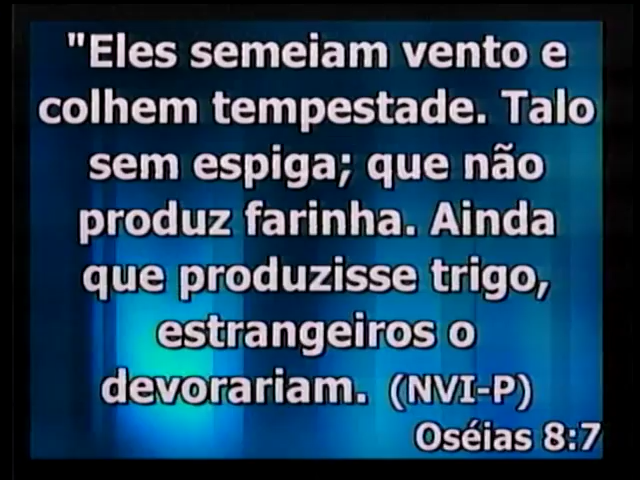 "Eles semeiam vento e
colhem tempestade. Talo
sem espiga; que não
produz farinha. Ainda
que produzisse trigo,
estrangeiros o
devorariam. (NVI-P)
Oséias 8:7